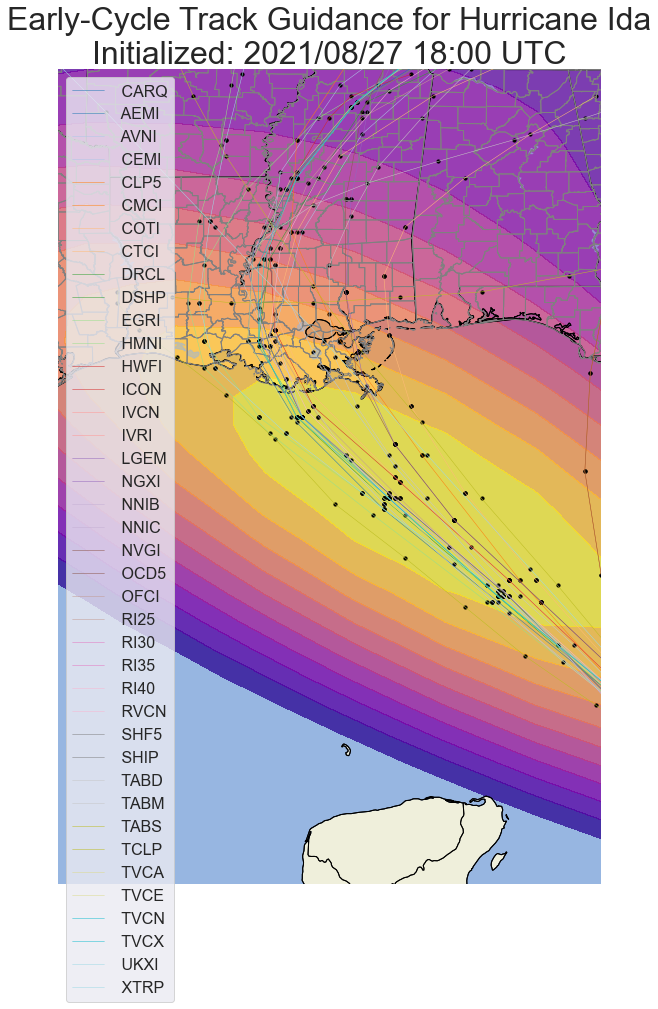 Early-Cycle Track Guidance for Hurricane Ida
Initialized: 2021/08/27 18:00 UTC
CARQ
AEMI
AVNI
CEMI
CLP5
CMCI
COTI
CTCI
DRCL
DSHP
EGRI
HMNI
HWFI
ICON
IVCN
IVRI
LGEM
NGXI
NNIB
NNIC
NVGI
OCD5
OFCI
RI25
RI30
RI35
RI40
RVCN
SHF5
SHIP
TABD
TABM
TABS
TCLP
TVCA
TVCE
TVCN
TVCX
UKXI
XTRP